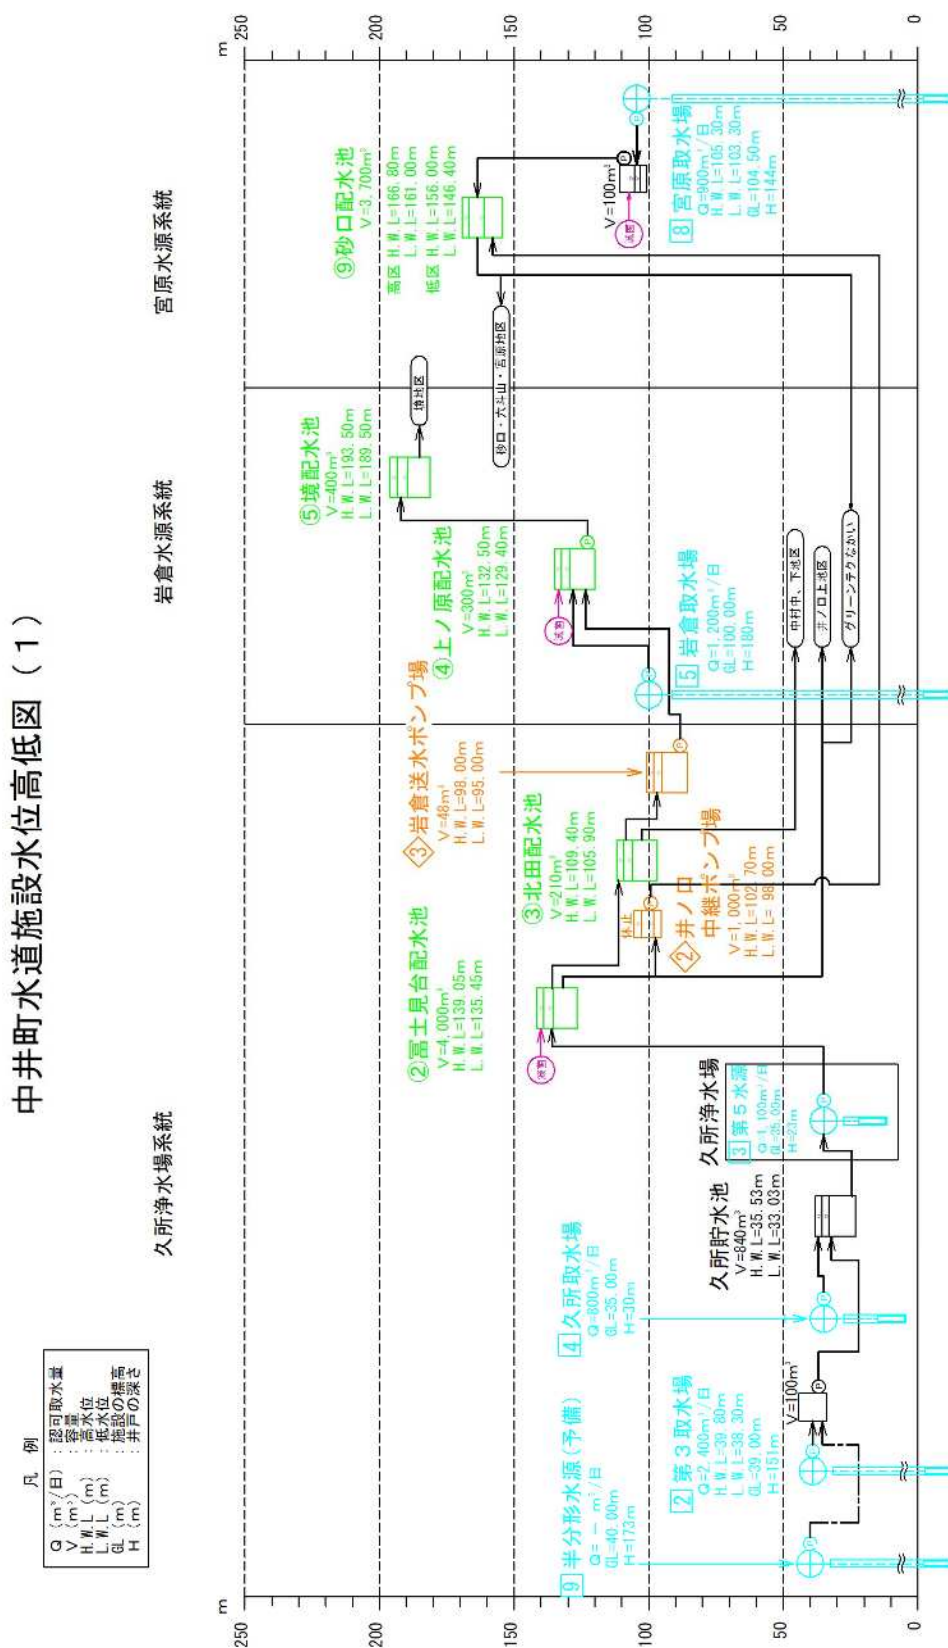 中井町水道施設水位高低図（1）
凡　例
Q（m³/日）：認可取水量
V（m³）：容量
H.W.L（m）：高水位
L.W.L（m）：低水位
GL（m）：施設の標高
H（m）：井戸の深さ
久所浄水場系統
岩倉水源系統
宮原水源系統
m
250
200
150
100
50
0
m
250
200
150
100
50
0
9 半分形水源(予備)
Q= － m³/日
GL=40.00m
H=173m
2 第3取水場
Q=2,400m³/日
H.W.L=39.80m
L.W.L=38.30m
GL=39.00m
H=151m
V=100m³
P
P
P
4 久所取水場
Q=800m³/日
GL=35.00m
H=30m
P
久所貯水池
V=840m³
H.W.L=35.53m
L.W.L=33.03m
久所浄水場
3 第5水源
Q=1,100m³/日
GL=35.00m
H=23m
P
②富士見台配水池
V=4,000m³
H.W.L=139.05m
L.W.L=135.45m
③北田配水池
V=210m³
H.W.L=109.40m
L.W.L=105.90m
休止
P
2 井ノ口
中継ポンプ場
V=1,000m³
H.W.L=102.70m
L.W.L= 98.00m
3 岩倉送水ポンプ場
V=48m³
H.W.L=98.00m
L.W.L=95.00m
P
④上ノ原配水池
V=300m³
H.W.L=132.50m
L.W.L=129.40m
滅菌
P
5 岩倉取水場
Q=1,200m³/日
GL=100.00m
H=180m
P
⑤境配水池
V=400m³
H.W.L=193.50m
L.W.L=189.50m
境地区
砂口・六斗山・宮原地区
中村中、下地区
井ノ口上地区
グリーンテクなかい
⑨砂口配水池
V=3,700m³
高区 H.W.L=166.80m
L.W.L=161.00m
低区 H.W.L=156.00m
L.W.L=146.40m
V=100m³
P
滅菌
P
8 宮原取水場
Q=900m³/日
H.W.L=105.30m
L.W.L=103.30m
GL=104.50m
H=144m